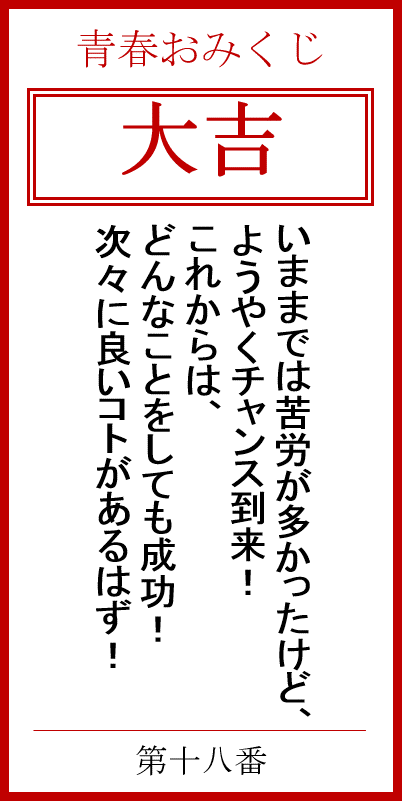 青春おみくじ
大吉
いままでは苦労が多かったけど、
ようやくチャンス到来！
これからは、
どんなことをしても成功！
次々に良いコトがあるはず！
第十八番